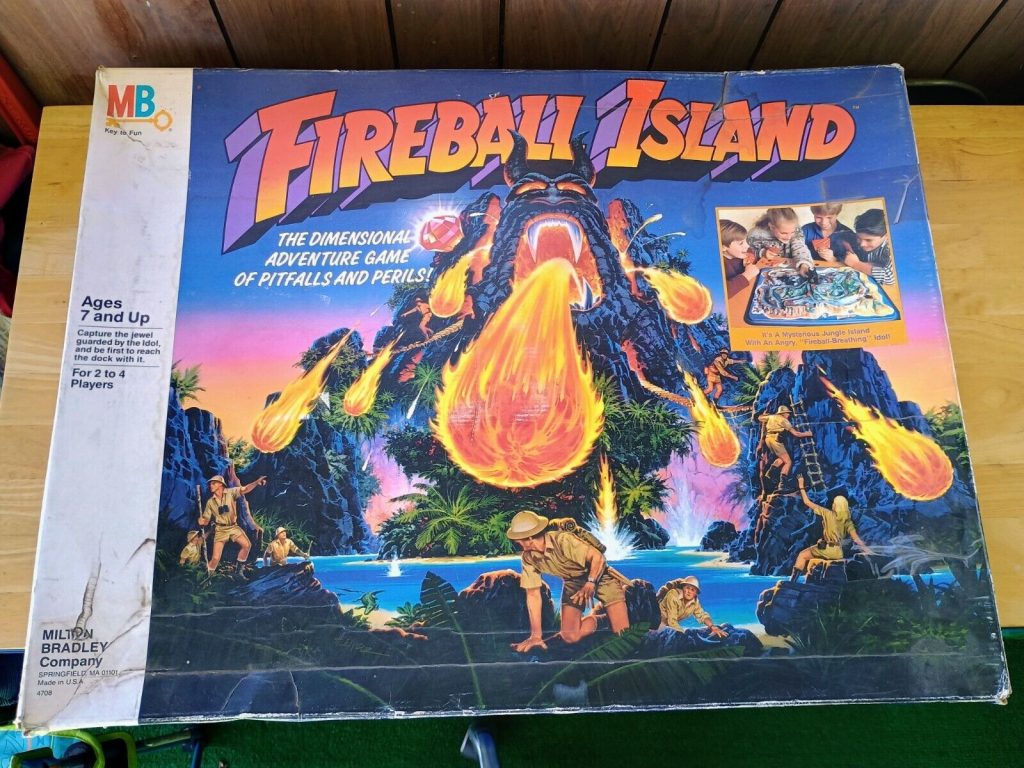 MB
Key to Fun
FIREBALL ISLAND
THE DIMENSIONAL
ADVENTURE GAME
OF PITFALLS AND PERILS!
It's A Mysterious Jungle Island
With An Angry, "Fireball-Breathing" Idol!
Ages
7 and Up
Capture the jewel
guarded by the Idol,
and be first to reach
the dock with it.
For 2 to 4
Players
MILTON
BRADLEY
Company
SPRINGFIELD, MA 01101
Made in U.S.A.
4708